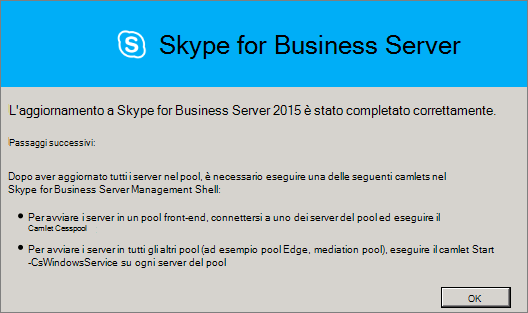 Skype for Business Server
L'aggiornamento a Skype for Business Server 2015 è stato completato correttamente.
Passaggi successivi:
Dopo aver aggiornato tutti i server nel pool, è necessario eseguire una delle seguenti camlets nel
Skype for Business Server Management Shell:
• Per avviare i server in un pool front-end, connettersi a uno dei server del pool ed eseguire il
Camlet Cesspool
• Per avviare i server in tutti gli altri pool (ad esempio pool Edge, mediation pool), eseguire il camlet Start
-CsWindowsService su ogni server del pool
OK